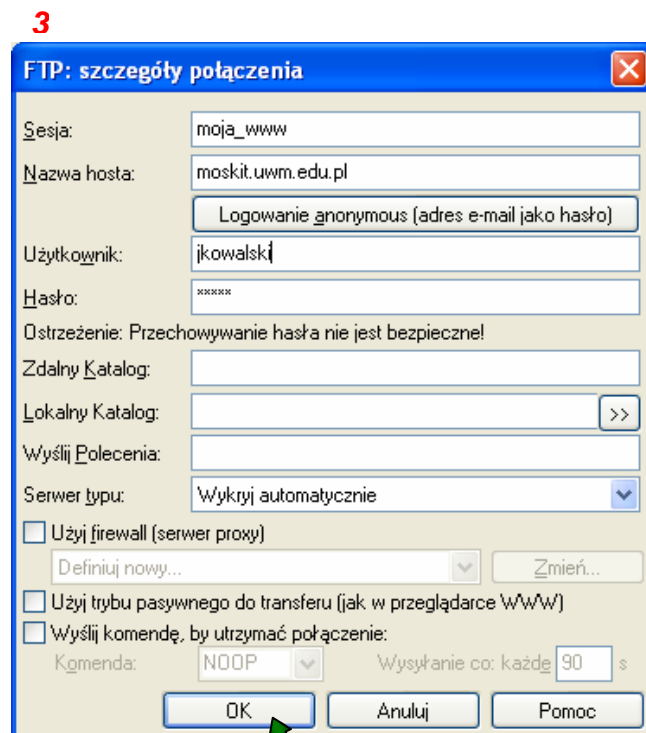 3
FTP: szczegóły połączenia
Sesja: moja_www
Nazwa hosta: moskit.uwm.edu.pl
Logowanie anonymous (adres e-mail jako hasło)
Użytkownik: jkowalski
Hasło: *****
Ostrzeżenie: Przechowywanie hasła nie jest bezpieczne!
Zdalny Katalog:
Lokalny Katalog: >>
Wyślij Polecenia:
Serwer typu: Wykryj automatycznie
Użyj firewall (serwer proxy)
Definiuj nowy... Zmień...
Użyj trybu pasywnego do transferu (jak w przeglądarce WWW)
Wyślij komendę, by utrzymać połączenie:
Komenda: NOOP Wysyłanie co: każdę 90 s
OK Anuluj Pomoc